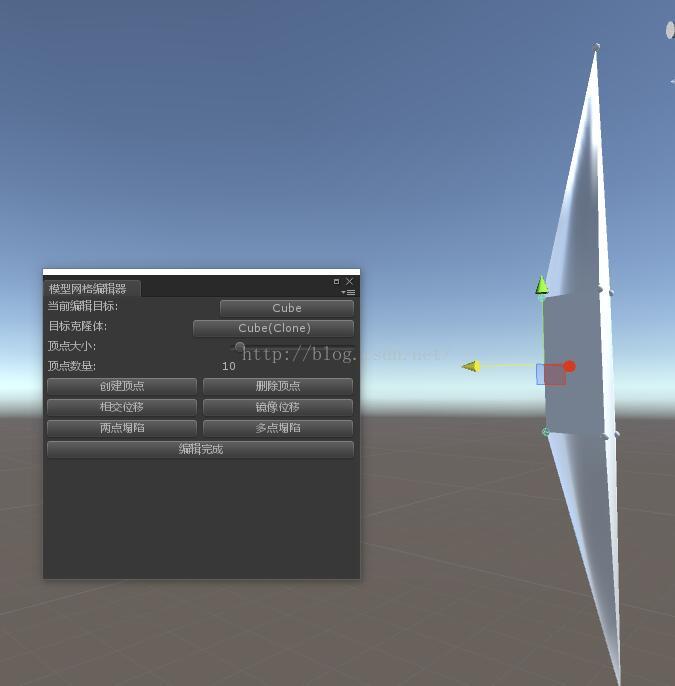 模型网格编辑器
当前编辑目标: Cube
目标克隆体: Cube(Clone)
顶点大小:
http://blog.csdn.net/
顶点数量: 10
创建顶点 删除顶点
相交位移 镜像位移
两点塌陷 多点塌陷
编辑完成